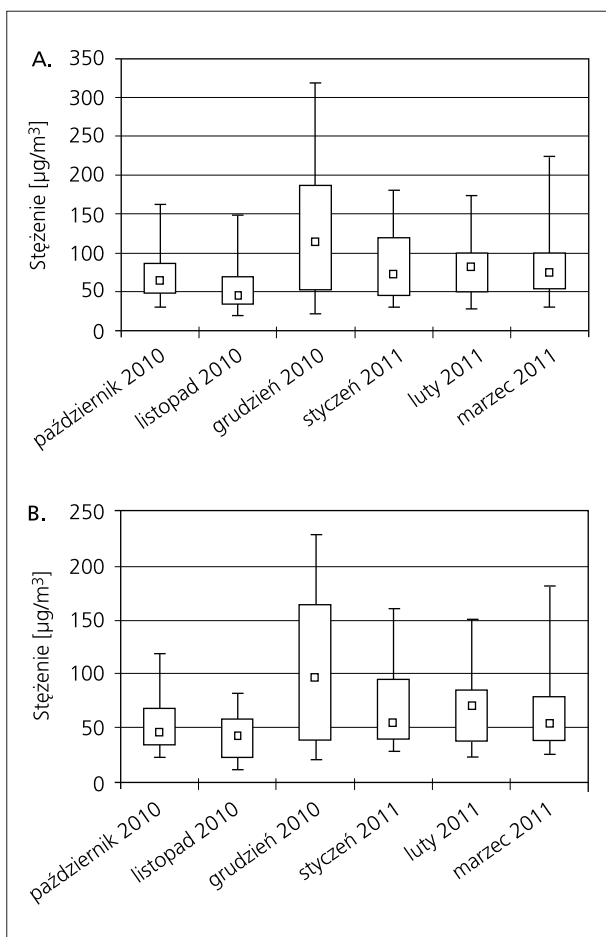 A.
Stężenie [µg/m³]
350
300
250
200
150
100
50
0
październik 2010
listopad 2010
grudzień 2010
styczeń 2011
luty 2011
marzec 2011
B.
Stężenie [µg/m³]
250
200
150
100
50
0
październik 2010
listopad 2010
grudzień 2010
styczeń 2011
luty 2011
marzec 2011